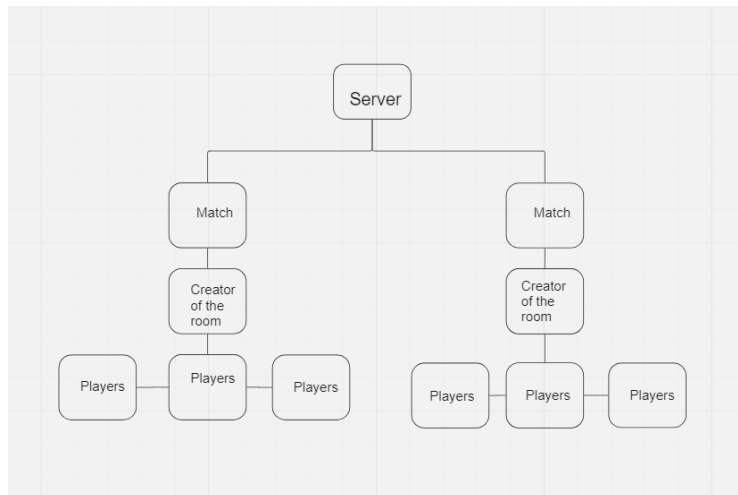 Server
Match
Match
Creator
of the
room
Creator
of the
room
Players
Players
Players
Players
Players
Players